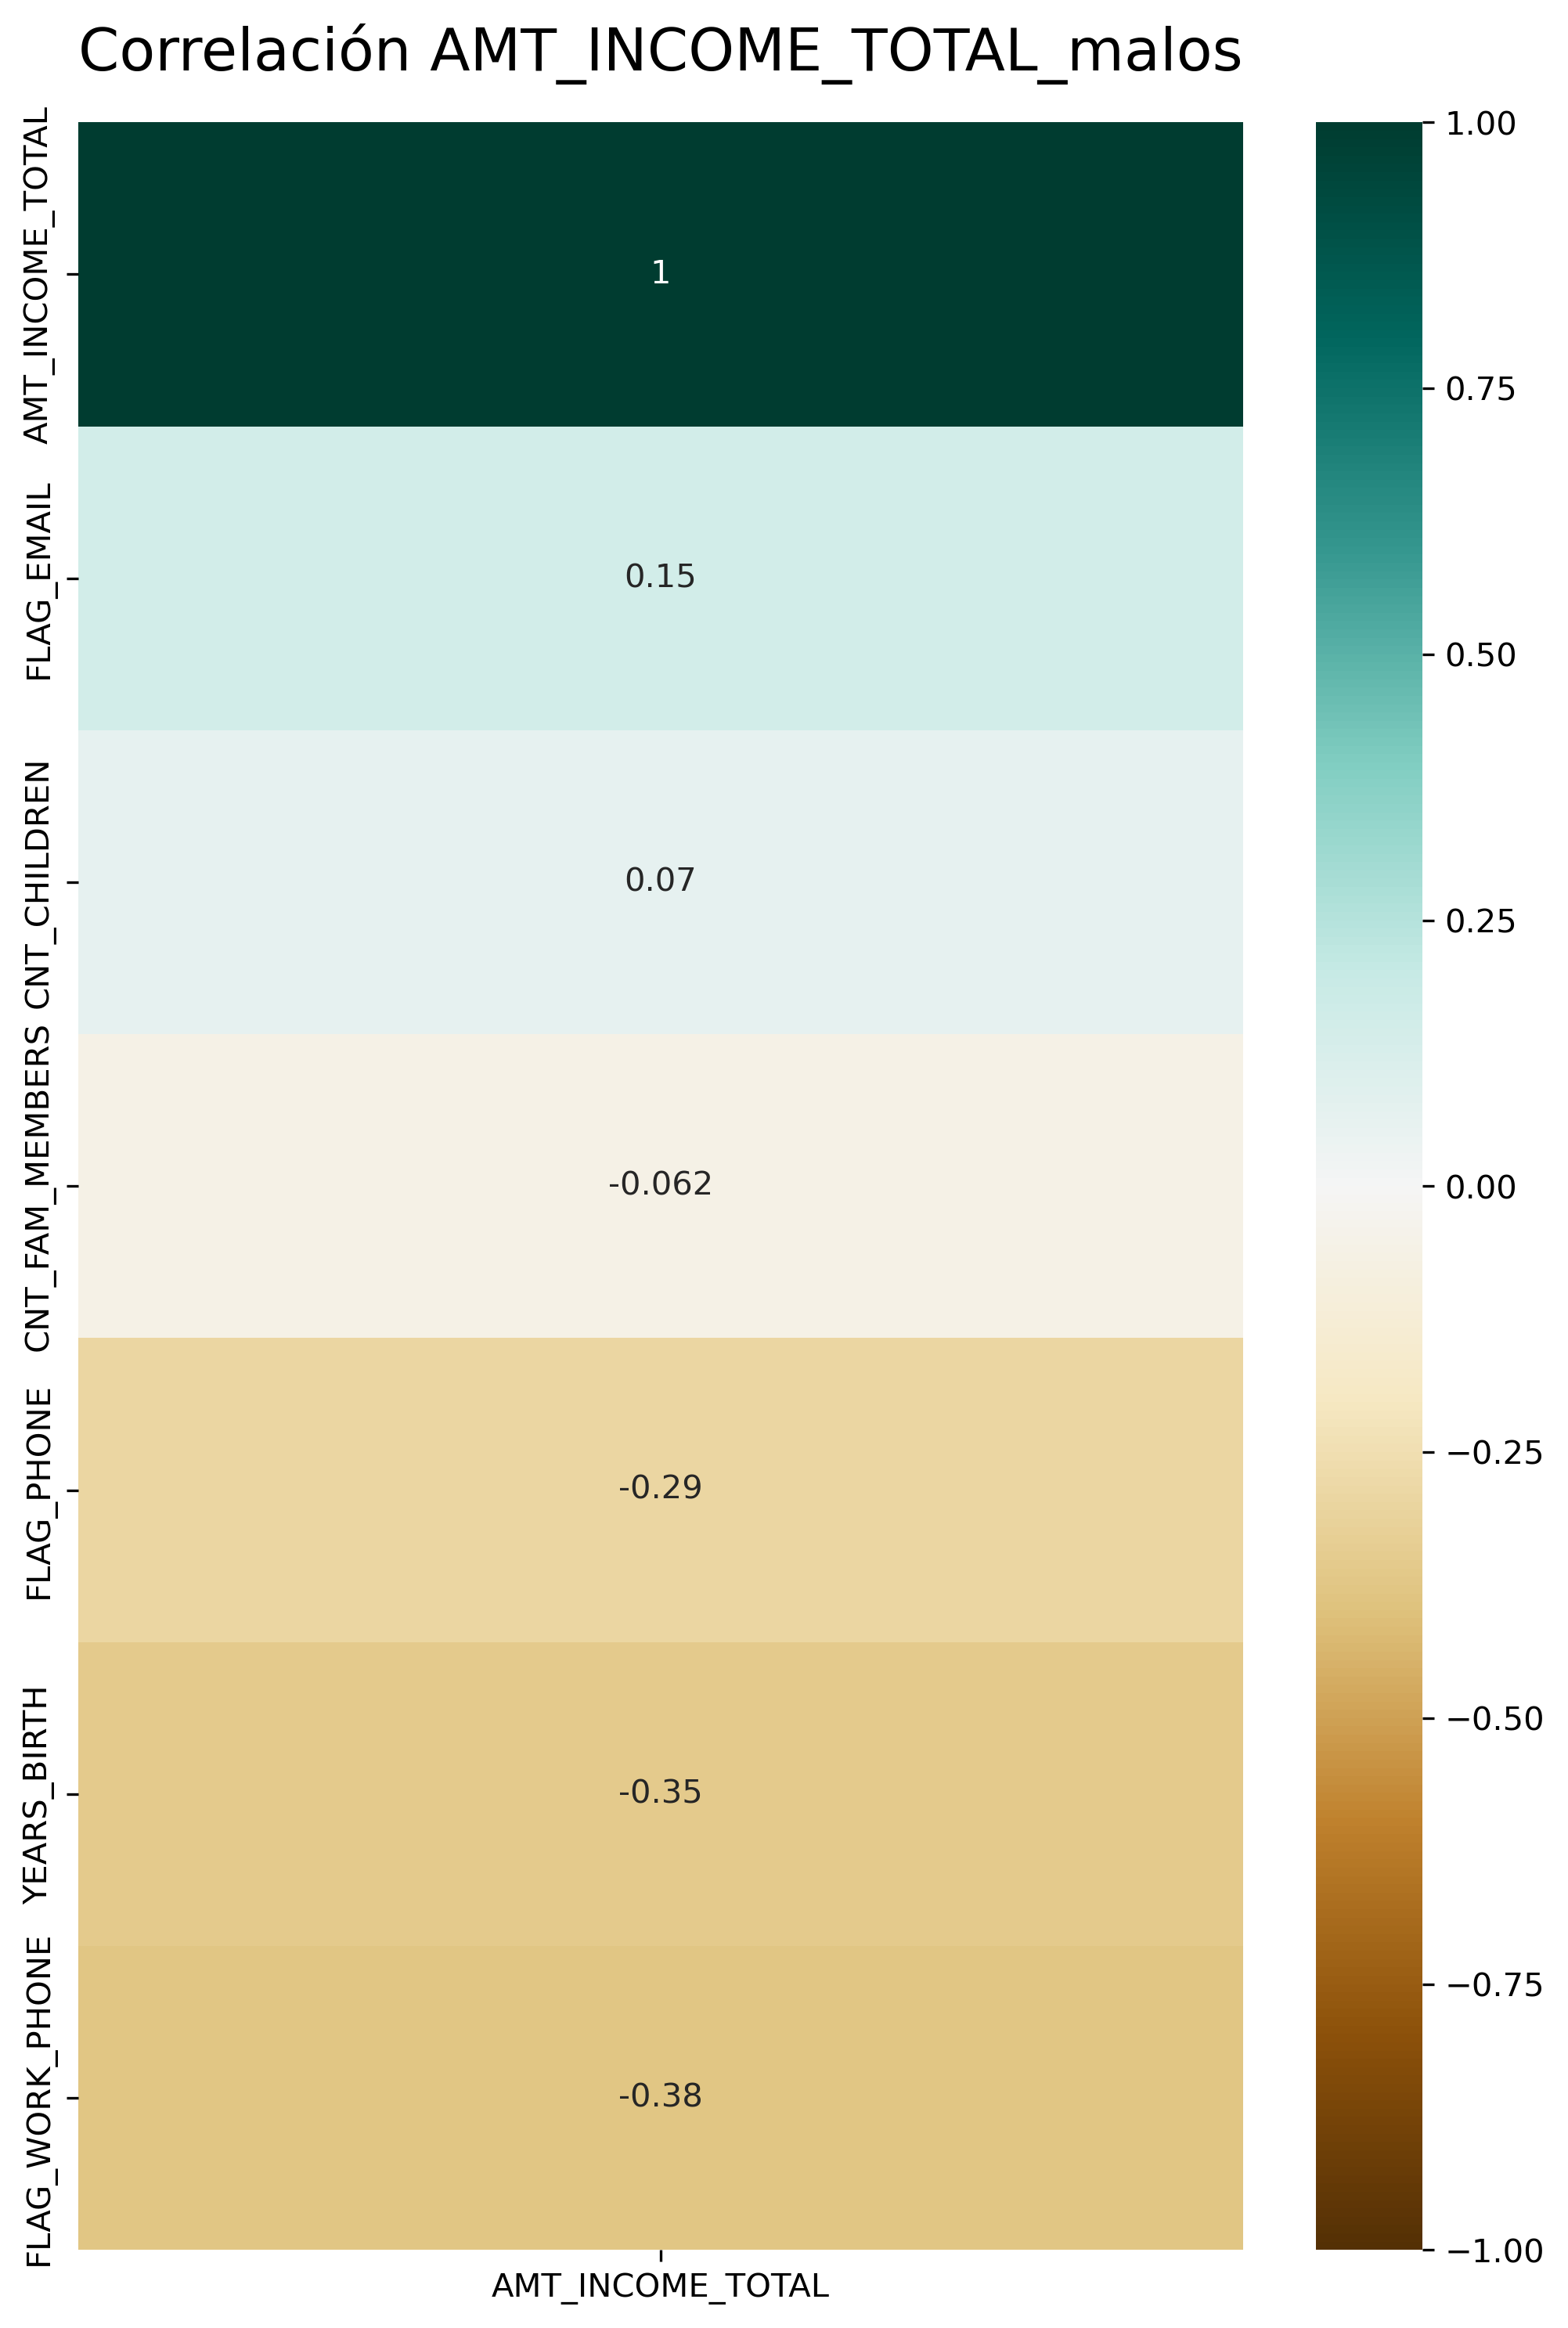 Correlación AMT_INCOME_TOTAL_malos
AMT_INCOME_TOTAL
1
FLAG_EMAIL
0.15
CNT_CHILDREN
0.07
CNT_FAM_MEMBERS
-0.062
FLAG_PHONE
-0.29
YEARS_BIRTH
-0.35
FLAG_WORK_PHONE
-0.38
AMT_INCOME_TOTAL
1.00
0.75
0.50
0.25
0.00
−0.25
−0.50
−0.75
−1.00